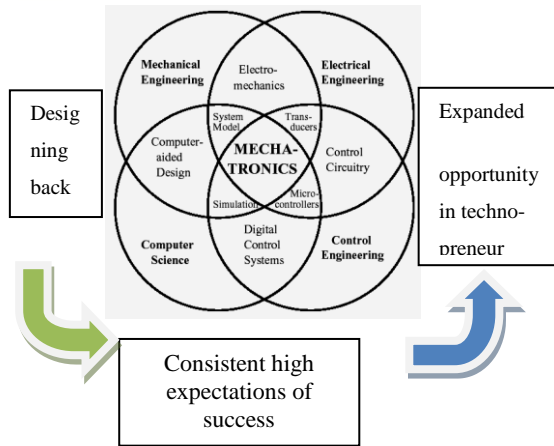 Mechanical
Engineering
Electro-
mechanics
Electrical
Engineering
Desig
ning
back
System
Model
Trans-
ducers
Computer-
aided
Design
MECHA-
TRONICS
Control
Circuitry
Simulation
Micro-
controllers
Computer
Science
Digital
Control
Systems
Control
Engineering
Expanded
opportunity
in techno-
preneur
Consistent high
expectations of
success